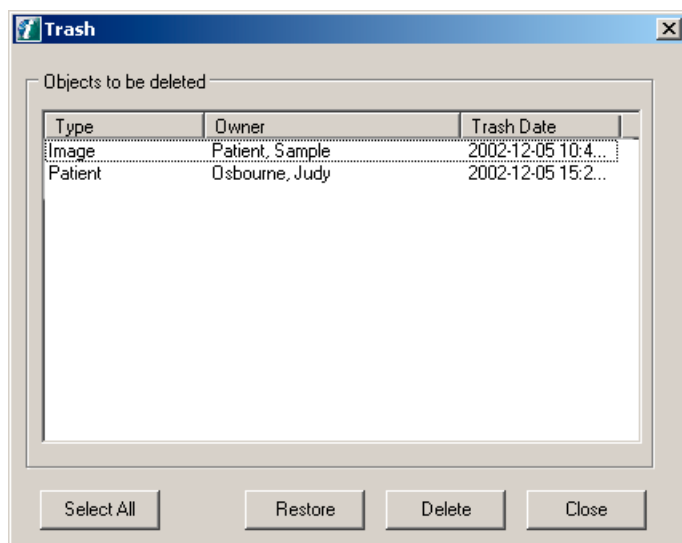 Trash
Objects to be deleted
Type Owner Trash Date
Image Patient, Sample 2002-12-05 10:4...
Patient Osbourne, Judy 2002-12-05 15:2...
Select All Restore Delete Close